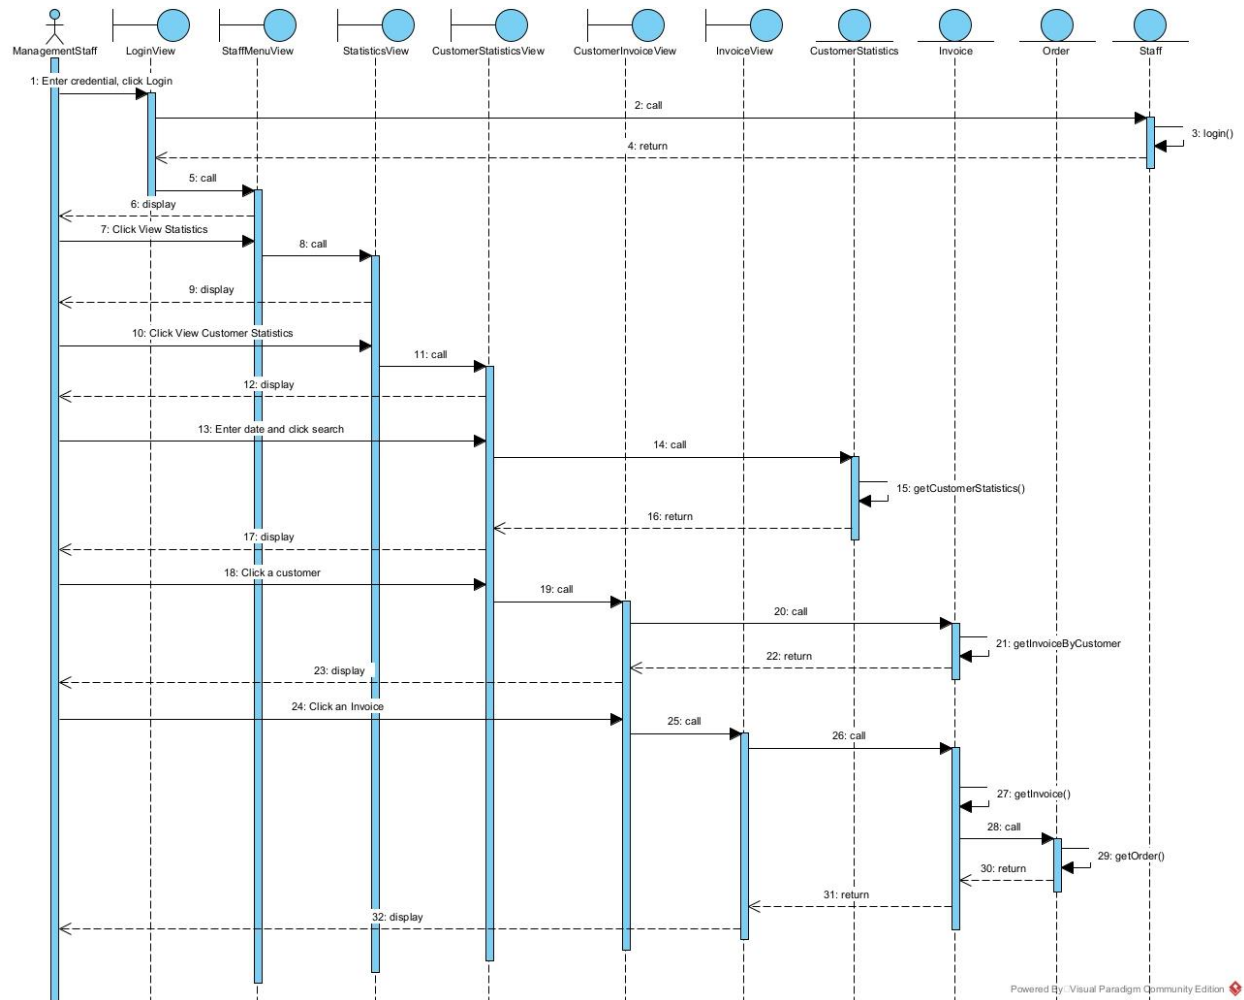 ManagementStaff
LoginView
StaffMenuView
StatisticsView
CustomerStatisticsView
CustomerInvoiceView
InvoiceView
CustomerStatistics
Invoice
Order
Staff
1: Enter credential, click Login
2: call
3: login()
4: return
5: call
6: display
7: Click View Statistics
8: call
9: display
10: Click View Customer Statistics
11: call
12: display
13: Enter date and click search
14: call
15: getCustomerStatistics()
16: return
17: display
18: Click a customer
19: call
20: call
21: getInvoiceByCustomer
22: return
23: display
24: Click an Invoice
25: call
26: call
27: getInvoice()
28: call
29: getOrder()
30: return
31: return
32: display
Powered By Visual Paradigm Community Edition